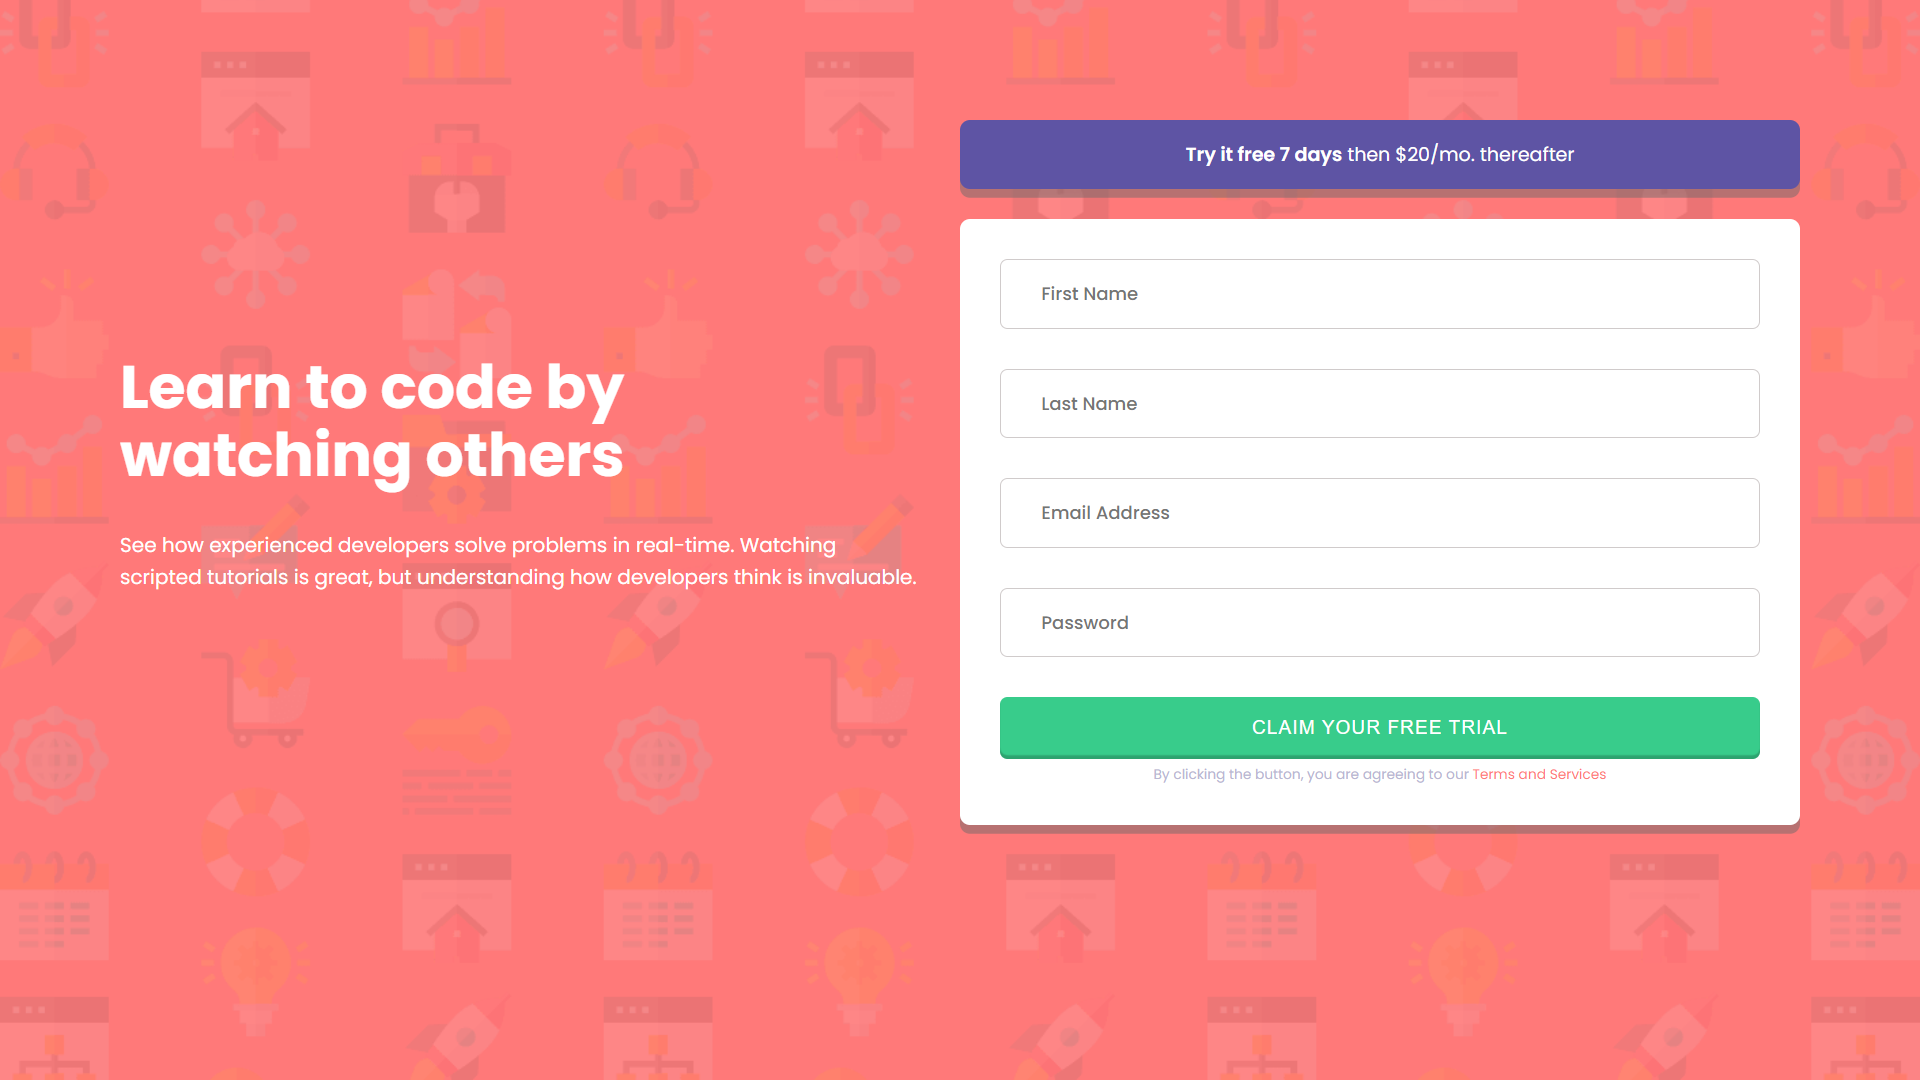 Learn to code by
watching others
See how experienced developers solve problems in real-time. Watching
scripted tutorials is great, but understanding how developers think is invaluable.
Try it free 7 days then $20/mo. thereafter
First Name
Last Name
Email Address
Password
CLAIM YOUR FREE TRIAL
By clicking the button, you are agreeing to our Terms and Services